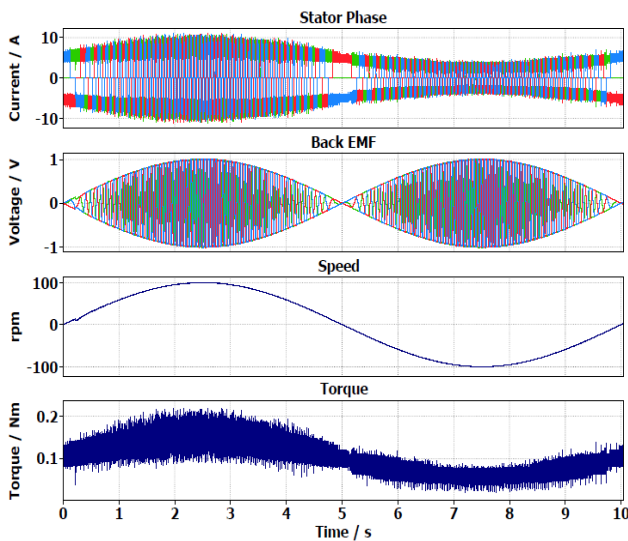 Stator Phase
Current / A
10
0
-10
Back EMF
Voltage / V
1
0
-1
Speed
rpm
100
0
-100
Torque
Torque / Nm
0.2
0.1
0 1 2 3 4 5 6 7 8 9 10
Time / s